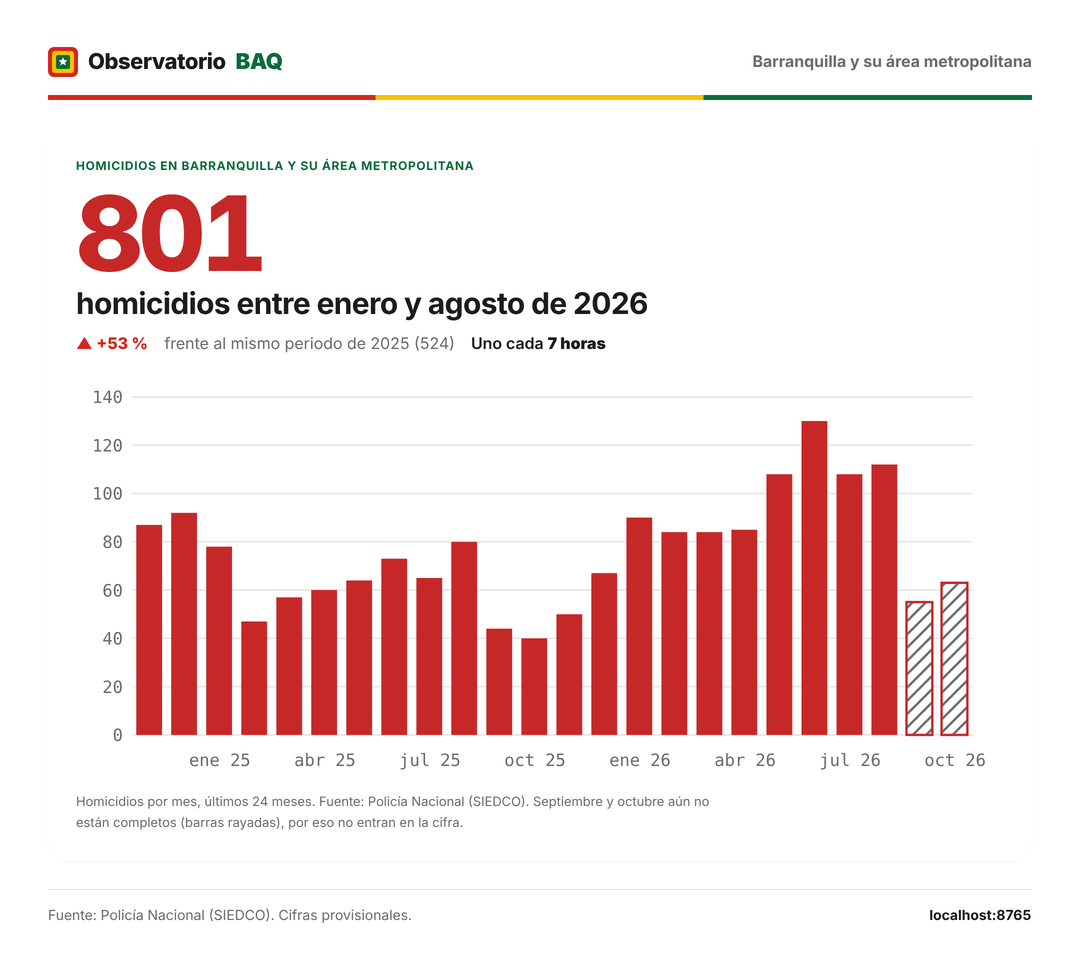 Observatorio BAQ
Barranquilla y su área metropolitana
HOMICIDIOS EN BARRANQUILLA Y SU ÁREA METROPOLITANA
801
homicidios entre enero y agosto de 2026
▲ +53 % frente al mismo periodo de 2025 (524) Uno cada 7 horas
140
120
100
80
60
40
20
0
ene 25 abr 25 jul 25 oct 25 ene 26 abr 26 jul 26 oct 26
Homicidios por mes, últimos 24 meses. Fuente: Policía Nacional (SIEDCO). Septiembre y octubre aún no
están completos (barras rayadas), por eso no entran en la cifra.
Fuente: Policía Nacional (SIEDCO). Cifras provisionales.
localhost:8765